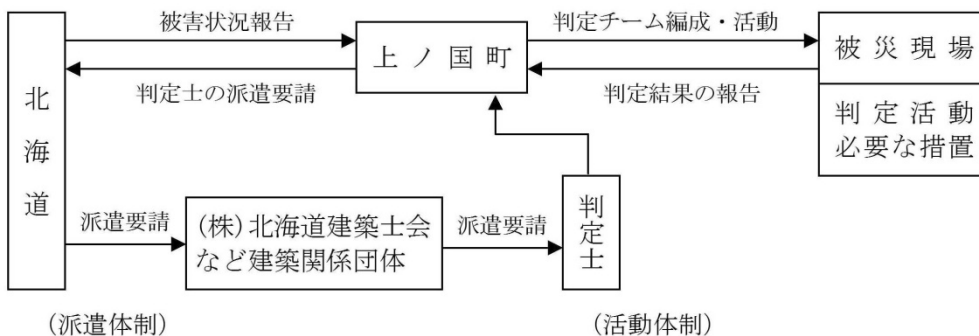 被害状況報告
判定士の派遣要請
北海道
上ノ国町
判定チーム編成・活動
判定結果の報告
被災現場
判定活動
必要な措置
派遣要請
(株)北海道建築士会
など建築関係団体
派遣要請
判定士
(派遣体制)
(活動体制)